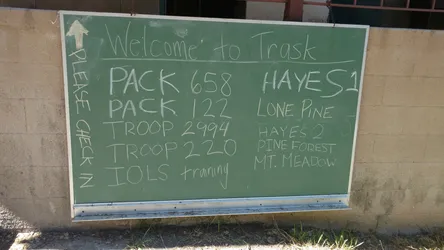 Welcome to Trask
PACK 658 HAYES 1
PACK 122 LONE PINE
TROOP 2994 HAYES 2
TROOP 220 PINE FOREST
IOLS training MT. MEADOW
PLEASE CHECK IN